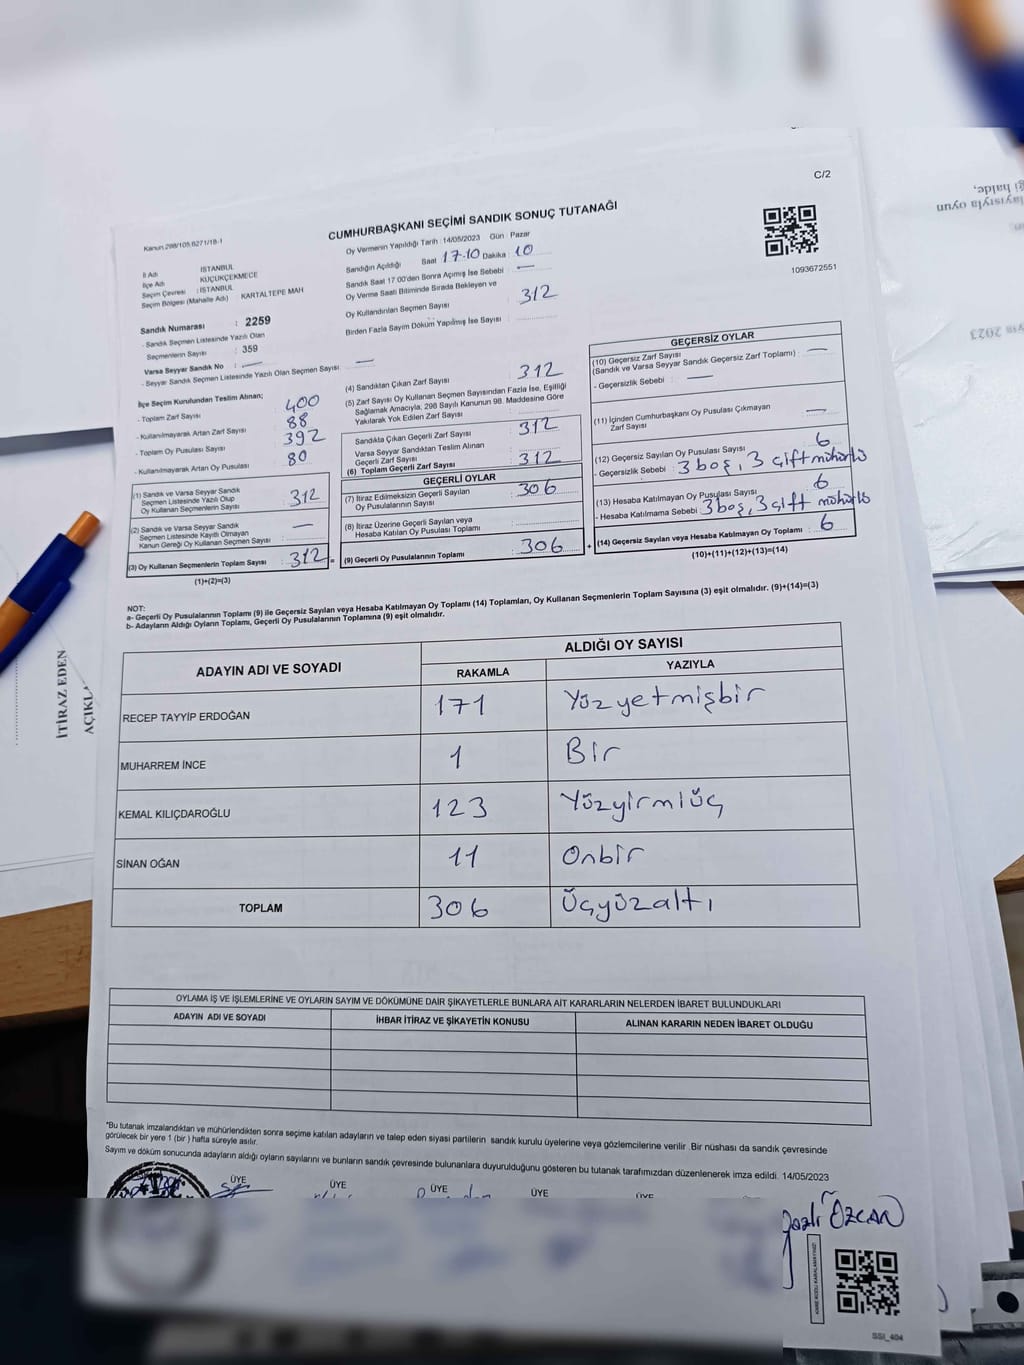 C/2
Kanun 298/105,6271/18-1
CUMHURBAŞKANI SEÇİMİ SANDIK SONUÇ TUTANAĞI
1093672551
İl Adı İSTANBUL
İlçe Adı KÜÇÜKÇEKMECE
Seçim Çevresi : İSTANBUL
Seçim Bölgesi (Mahalle Adı) KARTALTEPE MAH
Sandık Numarası : 2259
- Sandık Seçmen Listesinde Yazılı Olan
Seçmenlerin Sayısı : 359
Varsa Seyyar Sandık No : —
- Seyyar Sandık Seçmen Listesinde Yazılı Olan Seçmen Sayısı : —
Oy Vermenin Yapıldığı Tarih : 14/05/2023 Gün : Pazar
Sandığın Açıldığı Saat 17.10 Dakika 10
Sandık Saat 17:00'den Sonra Açımış İse Sebebi : —
Oy Verme Saati Bitiminde Sırada Bekleyen ve
Oy Kullandırılan Seçmen Sayısı : 312
Birden Fazla Sayım Döküm Yapılmış İse Sayısı :
İlçe Seçim Kurulundan Teslim Alınan;
- Toplam Zarf Sayısı : 400
- Kullanılmayarak Artan Zarf Sayısı : 88
- Toplam Oy Pusulası Sayısı : 392
- Kullanılmayarak Artan Oy Pusulası : 80
(1) Sandık ve Varsa Seyyar Sandık
Seçmen Listesinde Yazılı Olup
Oy Kullanan Seçmenlerin Sayısı : 312
(2) Sandık ve Varsa Seyyar Sandık
Seçmen Listesinde Kayıtlı Olmayan
Kanun Gereği Oy Kullanan Seçmen Sayısı : —
(3) Oy Kullanan Seçmenlerin Toplam Sayısı : 312 =
(1)+(2)=(3)
(4) Sandıktan Çıkan Zarf Sayısı : 312
(5) Zarf Sayısı Oy Kullanan Seçmen Sayısından Fazla İse, Eşitliği
Sağlamak Amacıyla, 298 Sayılı Kanunun 98. Maddesine Göre
Yakılarak Yok Edilen Zarf Sayısı :
Sandıkta Çıkan Geçerli Zarf Sayısı : 312
Varsa Seyyar Sandıktan Teslim Alınan
Geçerli Zarf Sayısı :
(6) Toplam Geçerli Zarf Sayısı : 312
GEÇERLİ OYLAR
(7) İtiraz Edilmeksizin Geçerli Sayılan
Oy Pusulalarının Sayısı : 306
(8) İtiraz Üzerine Geçerli Sayılan veya
Hesaba Katılan Oy Pusulası Toplamı :
(9) Geçerli Oy Pusulalarının Toplamı : 306 +
GEÇERSİZ OYLAR
(10) Geçersiz Zarf Sayısı
(Sandık ve Varsa Seyyar Sandık Geçersiz Zarf Toplamı) : —
- Geçersizlik Sebebi : —
(11) İçinden Cumhurbaşkanı Oy Pusulası Çıkmayan
Zarf Sayısı : —
(12) Geçersiz Sayılan Oy Pusulası Sayısı : 6
- Geçersizlik Sebebi : 3 boş, 3 çift mühürlü
(13) Hesaba Katılmayan Oy Pusulası Sayısı : 6
- Hesaba Katılmama Sebebi : 3 boş, 3 çift mühürlü
(14) Geçersiz Sayılan veya Hesaba Katılmayan Oy Toplamı : 6
(10)+(11)+(12)+(13)=(14)
NOT:
a- Geçerli Oy Pusulalarının Toplamı (9) ile Geçersiz Sayılan veya Hesaba Katılmayan Oy Toplamı (14) Toplamları, Oy Kullanan Seçmenlerin Toplam Sayısına (3) eşit olmalıdır. (9)+(14)=(3)
b- Adayların Aldığı Oyların Toplamı, Geçerli Oy Pusulalarının Toplamına (9) eşit olmalıdır.
ADAYIN ADI VE SOYADI ALDIĞI OY SAYISI
RAKAMLA YAZIYLA
RECEP TAYYİP ERDOĞAN 171 Yüzyetmişbir
MUHARREM İNCE 1 Bir
KEMAL KILIÇDAROĞLU 123 Yüzyirmiüç
SİNAN OĞAN 11 Onbir
TOPLAM 306 Üçyüzaltı
OYLAMA İŞ VE İŞLEMLERİNE VE OYLARIN SAYIM VE DÖKÜMÜNE DAİR ŞİKAYETLERLE BUNLARA AİT KARARLARIN NELERDEN İBARET BULUNDUKLARI
ADAYIN ADI VE SOYADI İHBAR İTİRAZ VE ŞİKAYETİN KONUSU ALINAN KARARIN NEDEN İBARET OLDUĞU
*Bu tutanak imzalandıktan ve mühürlendikten sonra seçime katılan adayların ve talep eden siyasi partilerin sandık kurulu üyelerine veya gözlemcilerine verilir. Bir nüshası da sandık çevresinde
görülecek bir yere 1 (bir) hafta süreyle asılır.
Sayım ve döküm sonucunda adayların aldığı oyların sayılarını ve bunların sandık çevresinde bulunanlara duyurulduğunu gösteren bu tutanak tarafımızdan düzenlenerek imza edildi. 14/05/2023
ÜYE ÜYE ÜYE ÜYE ÜYE
ÖZCAN
SSI_404
İTİRAZ EDEN
AÇIKL
layısıyla oyun
ği halde,
2023